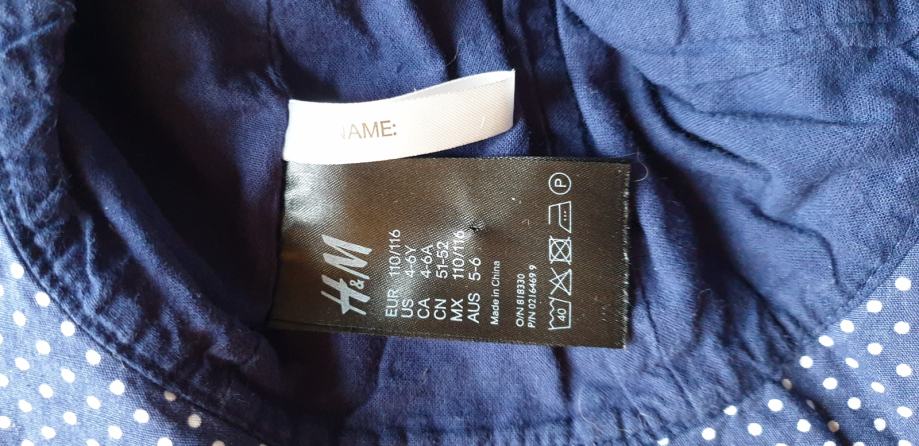 NAME:
H&M
EUR 110/116
US 4-6Y
CA 4-6A
CN 51-52
MX 110/116
AUS 5-6
Made in China
O/N 818330
P/N 0216469 9
40
P